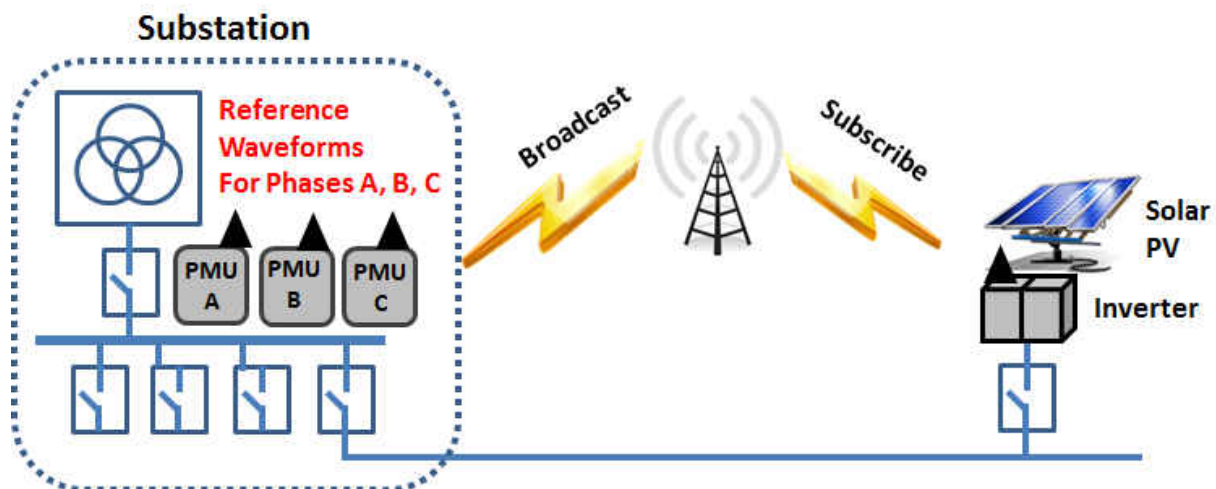 Substation
Reference
Waveforms
For Phases A, B, C
PMU
A
PMU
B
PMU
C
Broadcast
Subscribe
Solar
PV
Inverter